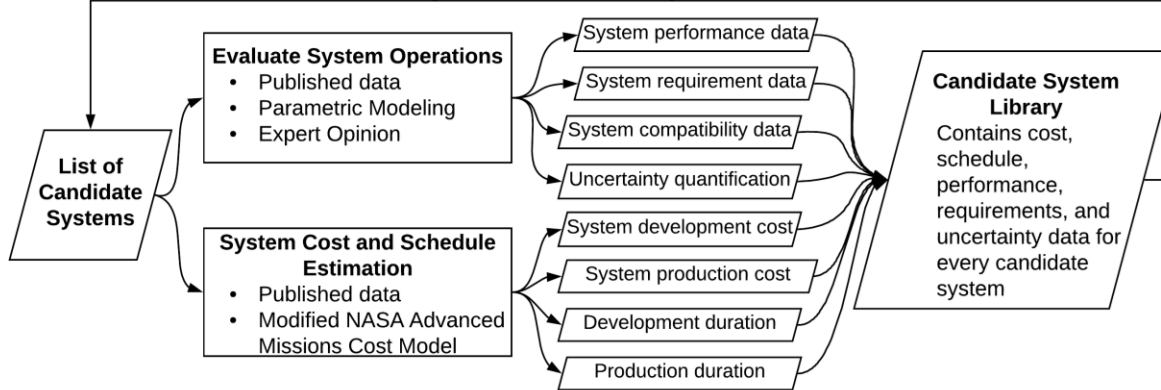 List of
Candidate
Systems
Evaluate System Operations
• Published data
• Parametric Modeling
• Expert Opinion
System Cost and Schedule
Estimation
• Published data
• Modified NASA Advanced
Missions Cost Model
System performance data
System requirement data
System compatibility data
Uncertainty quantification
System development cost
System production cost
Development duration
Production duration
Candidate System
Library
Contains cost,
schedule,
performance,
requirements, and
uncertainty data for
every candidate
system